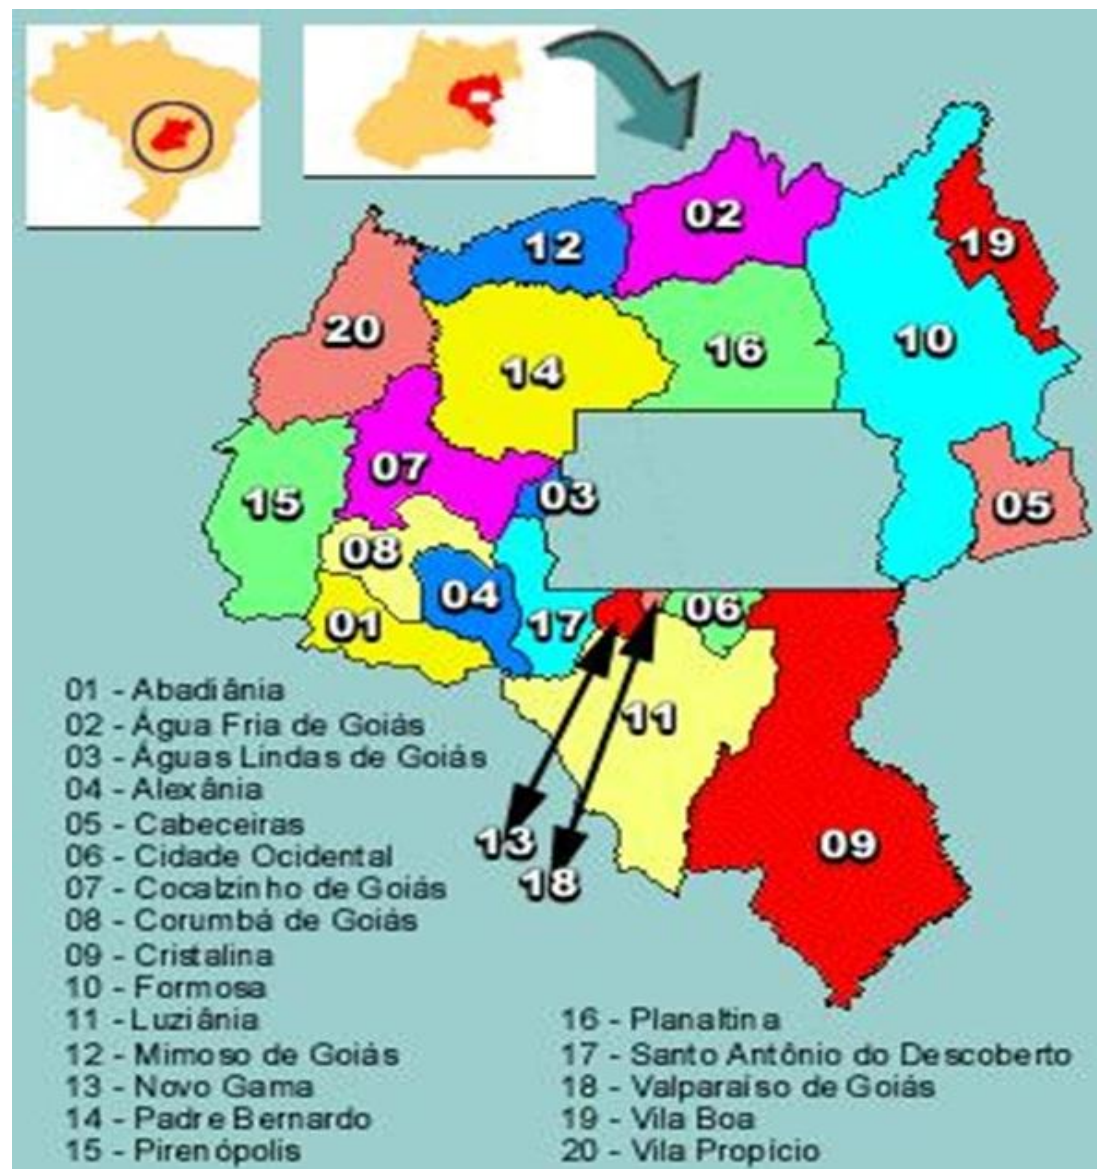 02
12
19
20
10
16
14
07
03
15
05
08
04
06
01
17
11
13
09
18
01 - Abadiânia
02 - Água Fria de Goiás
03 - Águas Lindas de Goiás
04 - Alexânia
05 - Cabeceiras
06 - Cidade Ocidental
07 - Cocalzinho de Goiás
08 - Corumbá de Goiás
09 - Cristalina
10 - Formosa
11 - Luziânia
12 - Mimoso de Goiás
13 - Novo Gama
14 - Padre Bernardo
15 - Pirenópolis
16 - Planaltina
17 - Santo Antônio do Descoberto
18 - Valparaíso de Goiás
19 - Vila Boa
20 - Vila Propício